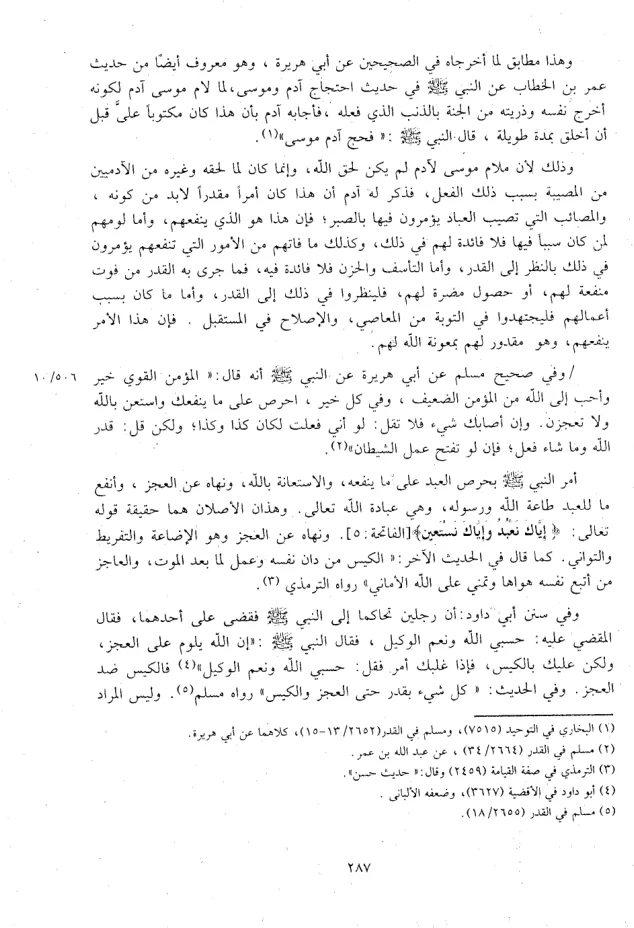 وهذا مطابق لما أخرجاه في الصحيحين عن أبي هريرة ، وهو معروف أيضًا من حديث
عمر بن الخطاب عن النبي ﷺ في حديث احتجاج آدم وموسى،لما لام موسى آدم لكونه
أخرج نفسه وذريته من الجنة بالذنب الذي فعله ،فأجابه آدم بأن هذا كان مكتوباً علىَّ قبل
أن أخلق بمدة طويلة ، قال النبي ﷺ :« فحج آدم موسى»(١).
وذلك لأن ملام موسى لآدم لم يكن لحق الله، وإنما كان لما لحقه وغيره من الآدميين
من المصيبة بسبب ذلك الفعل، فذكر له آدم أن هذا كان أمراً مقدراً لابد من كونه ،
والمصائب التي تصيب العباد يؤمرون فيها بالصبر؛ فإن هذا هو الذي ينفعهم، وأما لومهم
لمن كان سبباً فيها فلا فائدة لهم في ذلك، وكذلك ما فاتهم من الأمور التي تنفعهم يؤمرون
في ذلك بالنظر إلى القدر، وأما التأسف والحزن فلا فائدة فيه، فما جرى به القدر من فوت
منفعة لهم، أو حصول مضرة لهم، فلينظروا في ذلك إلى القدر، وأما ما كان بسبب
أعمالهم فليجتهدوا في التوبة من المعاصي، والإصلاح في المستقبل . فإن هذا الأمر
ينفعهم، وهو مقدور لهم بمعونة الله لهم.
١٠/٥٠٦ /وفي صحيح مسلم عن أبي هريرة عن النبي ﷺ أنه قال:« المؤمن القوي خير
وأحب إلى الله من المؤمن الضعيف ، وفي كل خير ، احرص على ما ينفعك واستعن بالله
ولا تعجزن. وإن أصابك شيء فلا تقل: لو أني فعلت لكان كذا وكذا؛ ولكن قل: قدر
الله وما شاء فعل؛ فإن لو تفتح عمل الشيطان»(٢).
أمر النبي ﷺ بحرص العبد على ما ينفعه، والاستعانة بالله، ونهاه عن العجز ، وأنفع
ما للعبد طاعة الله ورسوله، وهي عبادة الله تعالى. وهذان الأصلان هما حقيقة قوله
تعالى: ﴿ إِيَّاكَ نَعْبُدُ وَإِيَّاكَ نَسْتَعِين﴾[الفاتحة:٥]. ونهاه عن العجز وهو الإضاعة والتفريط
والتواني. كما قال في الحديث الآخر:« الكيس من دان نفسه وعمل لما بعد الموت، والعاجز
من أتبع نفسه هواها وتمنى على الله الأماني» رواه الترمذي (٣).
وفي سنن أبي داود:أن رجلين تحاكما إلى النبي ﷺ فقضى على أحدهما، فقال
المقضي عليه: حسبي الله ونعم الوكيل ، فقال النبي ﷺ :«إن الله يلوم على العجز،
ولكن عليك بالكيس، فإذا غلبك أمر فقل: حسبي الله ونعم الوكيل»(٤) فالكيس ضد
العجز. وفي الحديث: « كل شيء بقدر حتى العجز والكيس» رواه مسلم(٥). وليس المراد
(١) البخاري في التوحيد (٧٥١٥)، ومسلم في القدر(٢٦٥٢/ ١٣-١٥)، كلاهما عن أبي هريرة.
(٢) مسلم في القدر (٢٦٦٤/ ٣٤) ، عن عبد الله بن عمر.
(٣) الترمذي في صفة القيامة (٢٤٥٩) وقال:« حديث حسن».
(٤) أبو داود في الأقضية (٣٦٢٧)، وضعفه الألبانى .
(٥) مسلم في القدر (٢٦٥٥/ ١٨).
٢٨٧